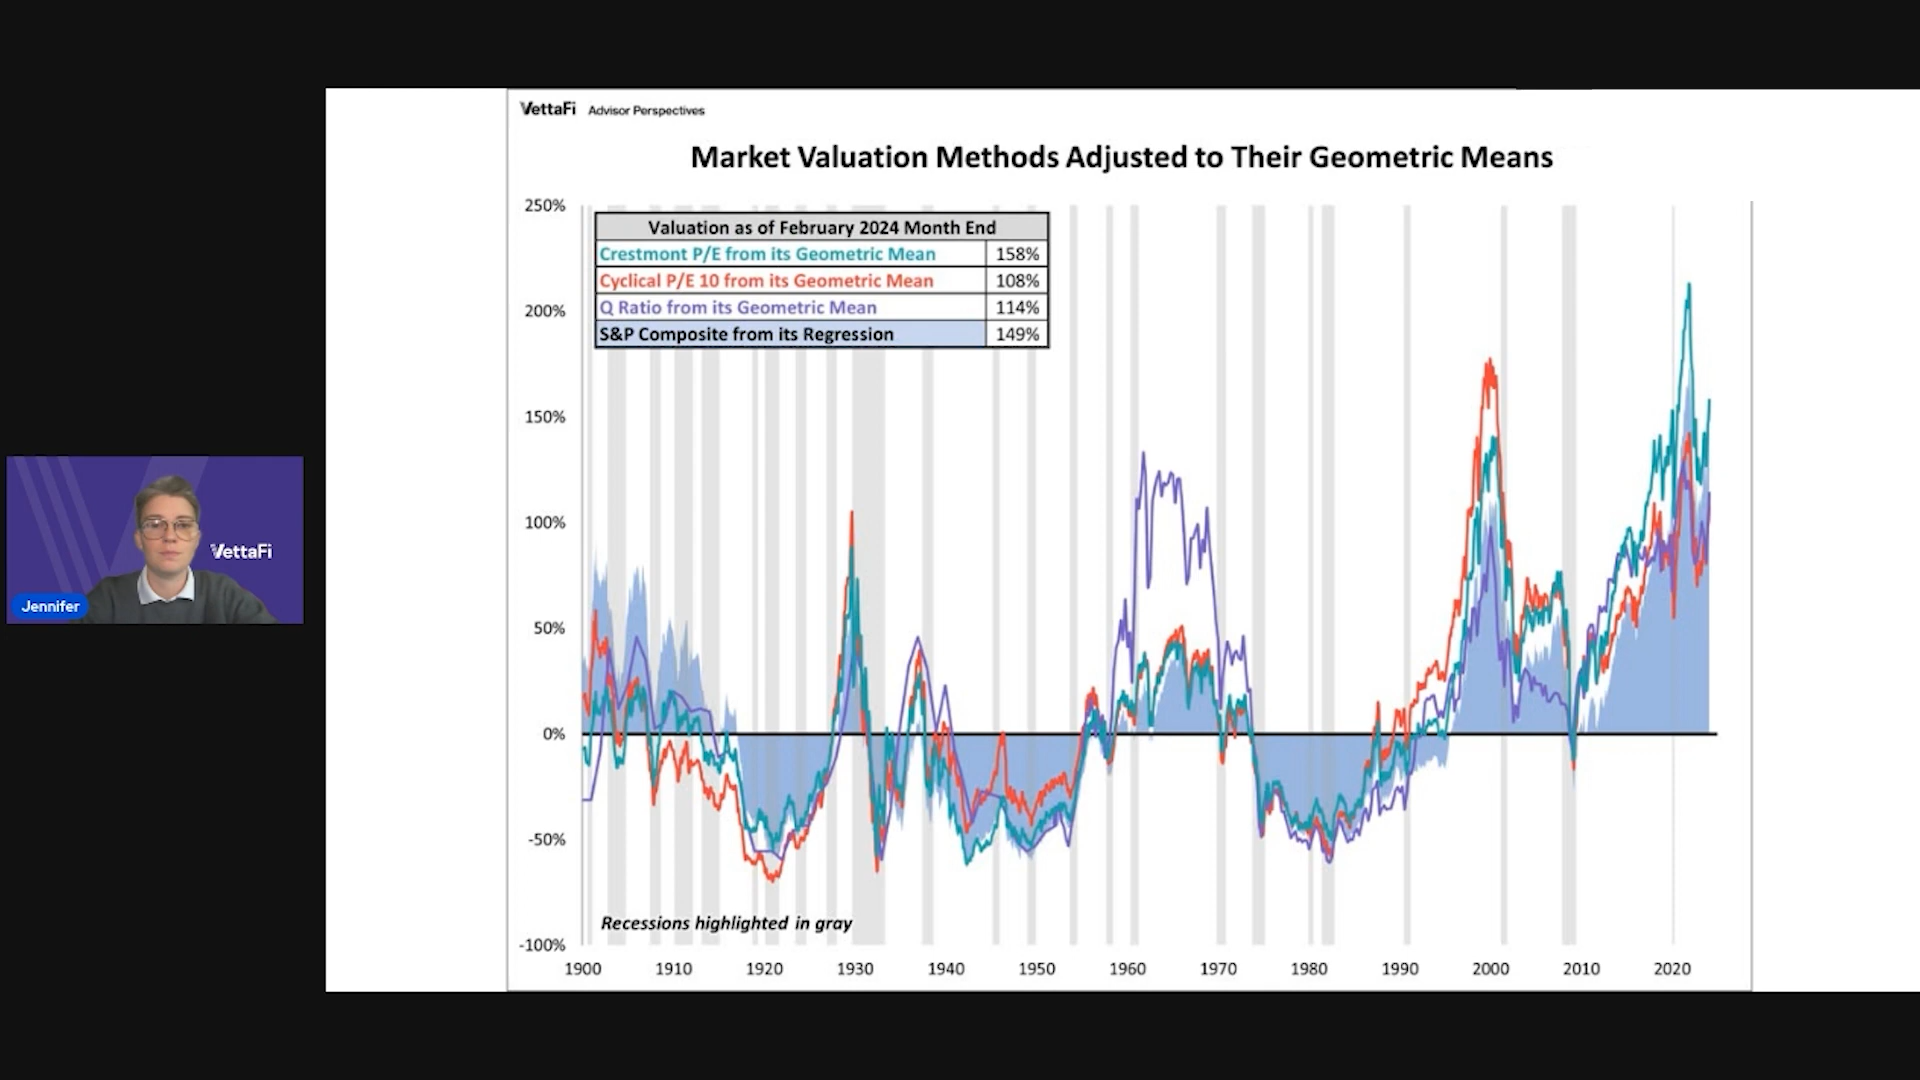 VettaFi Advisor Perspectives
Market Valuation Methods Adjusted to Their Geometric Means
250%
200%
150%
100%
50%
0%
-50%
-100%
Valuation as of February 2024 Month End
Crestmont P/E from its Geometric Mean 158%
Cyclical P/E 10 from its Geometric Mean 108%
Q Ratio from its Geometric Mean 114%
S&P Composite from its Regression 149%
Recessions highlighted in gray
1900 1910 1920 1930 1940 1950 1960 1970 1980 1990 2000 2010 2020
VettaFi
Jennifer